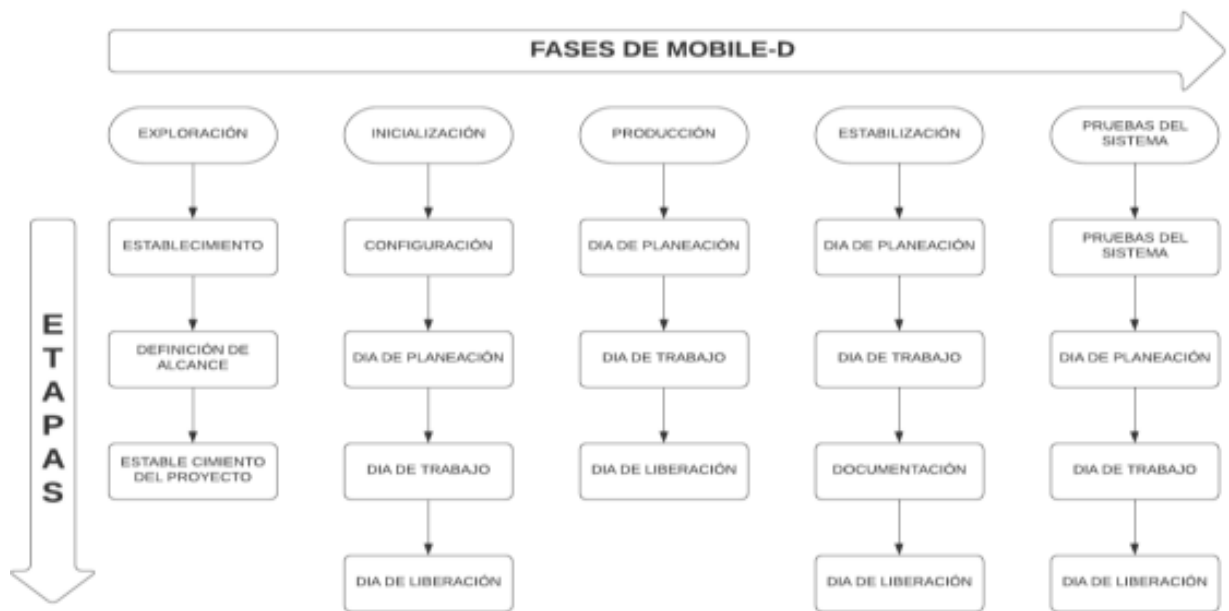 FASES DE MOBILE-D
EXPLORACIÓN
INICIALIZACIÓN
PRODUCCIÓN
ESTABILIZACIÓN
PRUEBAS DEL
SISTEMA
ETAPAS
ESTABLECIMIENTO
CONFIGURACIÓN
DIA DE PLANEACIÓN
DIA DE PLANEACIÓN
PRUEBAS DEL
SISTEMA
DEFINICIÓN DE
ALCANCE
DIA DE PLANEACIÓN
DIA DE TRABAJO
DIA DE TRABAJO
DIA DE PLANEACIÓN
ESTABLE CIMIENTO
DEL PROYECTO
DIA DE TRABAJO
DIA DE LIBERACIÓN
DOCUMENTACIÓN
DIA DE TRABAJO
DIA DE LIBERACIÓN
DIA DE LIBERACIÓN
DIA DE LIBERACIÓN